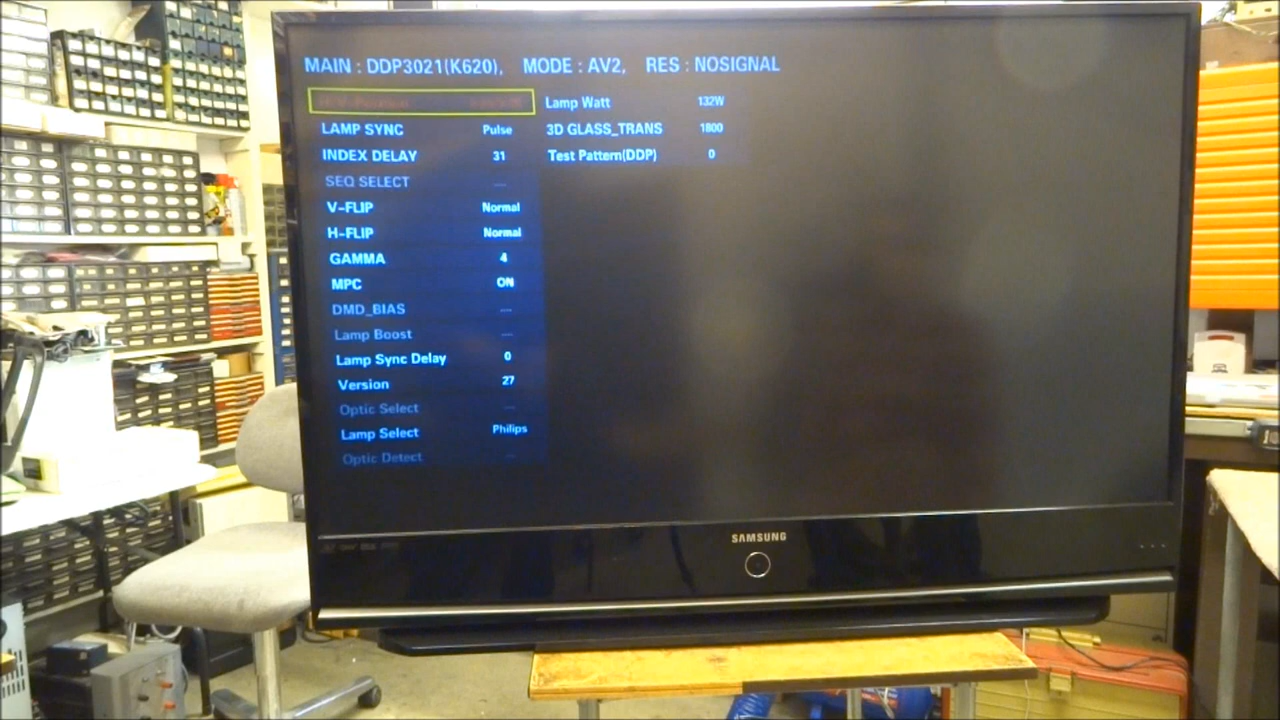 MAIN : DDP3021(K620),   MODE : AV2,   RES : NOSIGNAL
Lamp Watt 132W
LAMP SYNC Pulse 3D GLASS_TRANS 1800
INDEX DELAY 31 Test Pattern(DDP) 0
SEQ SELECT ---
V-FLIP Normal
H-FLIP Normal
GAMMA 4
MPC ON
DMD_BIAS ----
Lamp Boost ---
Lamp Sync Delay 0
Version 27
Optic Select ---
Lamp Select Philips
Optic Detect ---
SAMSUNG